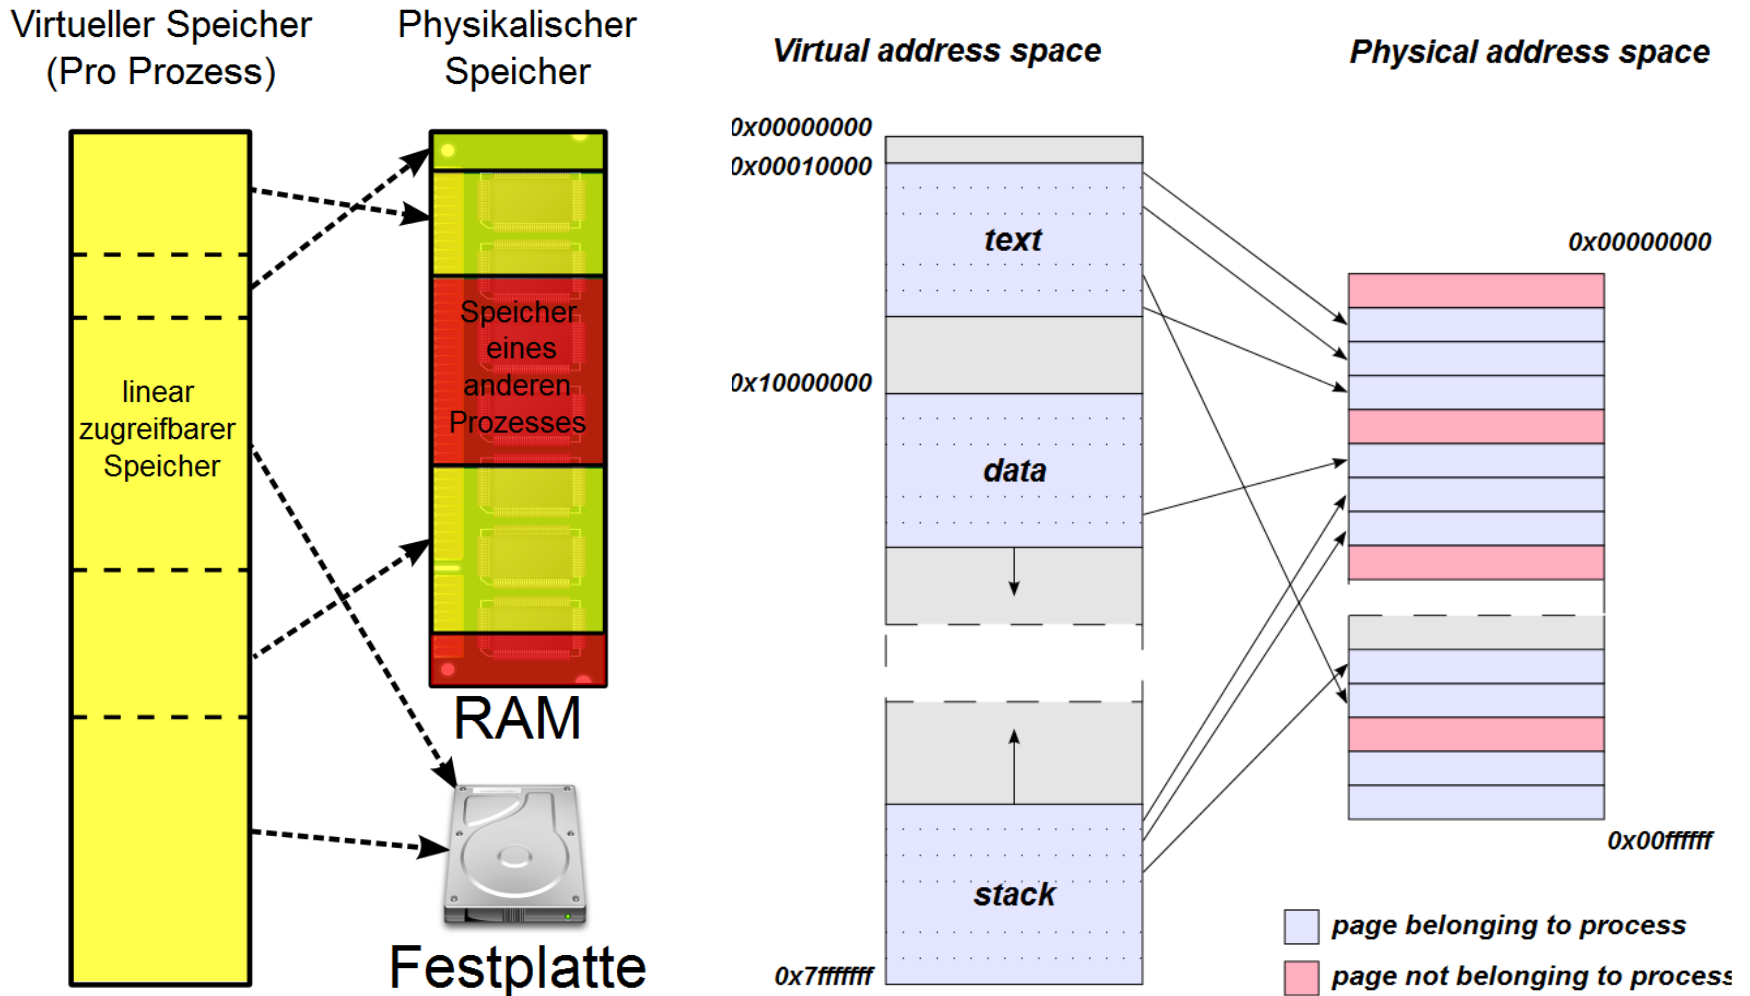 Virtueller Speicher
(Pro Prozess)
Physikalischer
Speicher
linear
zugreifbarer
Speicher
Speicher
eines
anderen
Prozesses
RAM
Festplatte
Virtual address space
Physical address space
0x00000000
0x00010000
text
0x10000000
data
stack
0x7fffffff
0x00000000
0x00ffffff
page belonging to process
page not belonging to process